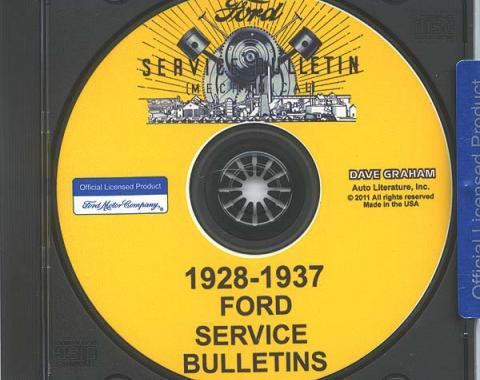 Ford
SERVICE BULLETIN
(MECHANICAL)
DAVE GRAHAM
Auto Literature, Inc.
© 2011 All rights reserved
Made in the USA
Official Licensed Product
Ford Motor Company®
1928-1937
FORD
SERVICE
BULLETINS
Official Licensed Product